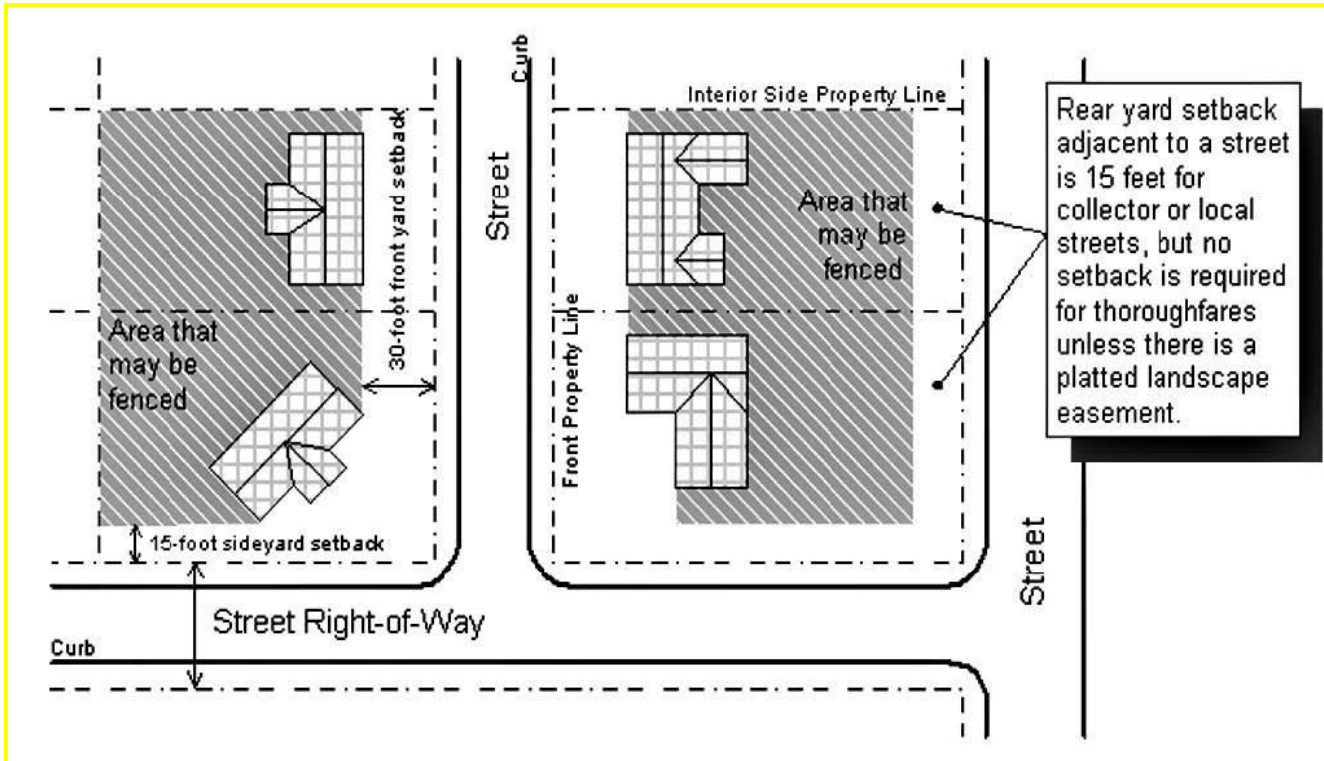 Curb
Interior Side Property Line
30-foot front yard setback
Street
Area that
may be
fenced
Rear yard setback
adjacent to a street
is 15 feet for
collector or local
streets, but no
setback is required
for thoroughfares
unless there is a
platted landscape
easement.
Area that
may be
fenced
Front Property Line
15-foot sideyard setback
Street
Street Right-of-Way
Curb